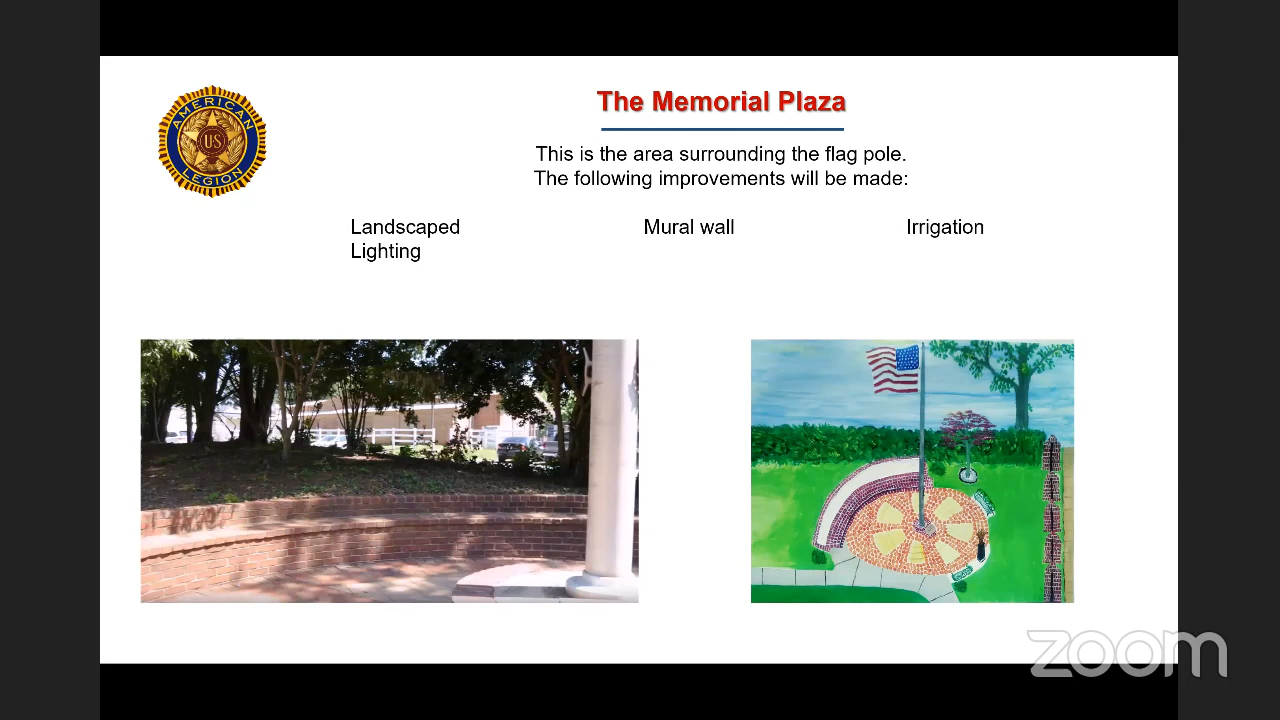 The Memorial Plaza
AMERICAN
US
LEGION
This is the area surrounding the flag pole.
The following improvements will be made:
Landscaped
Lighting
Mural wall
Irrigation
zoom